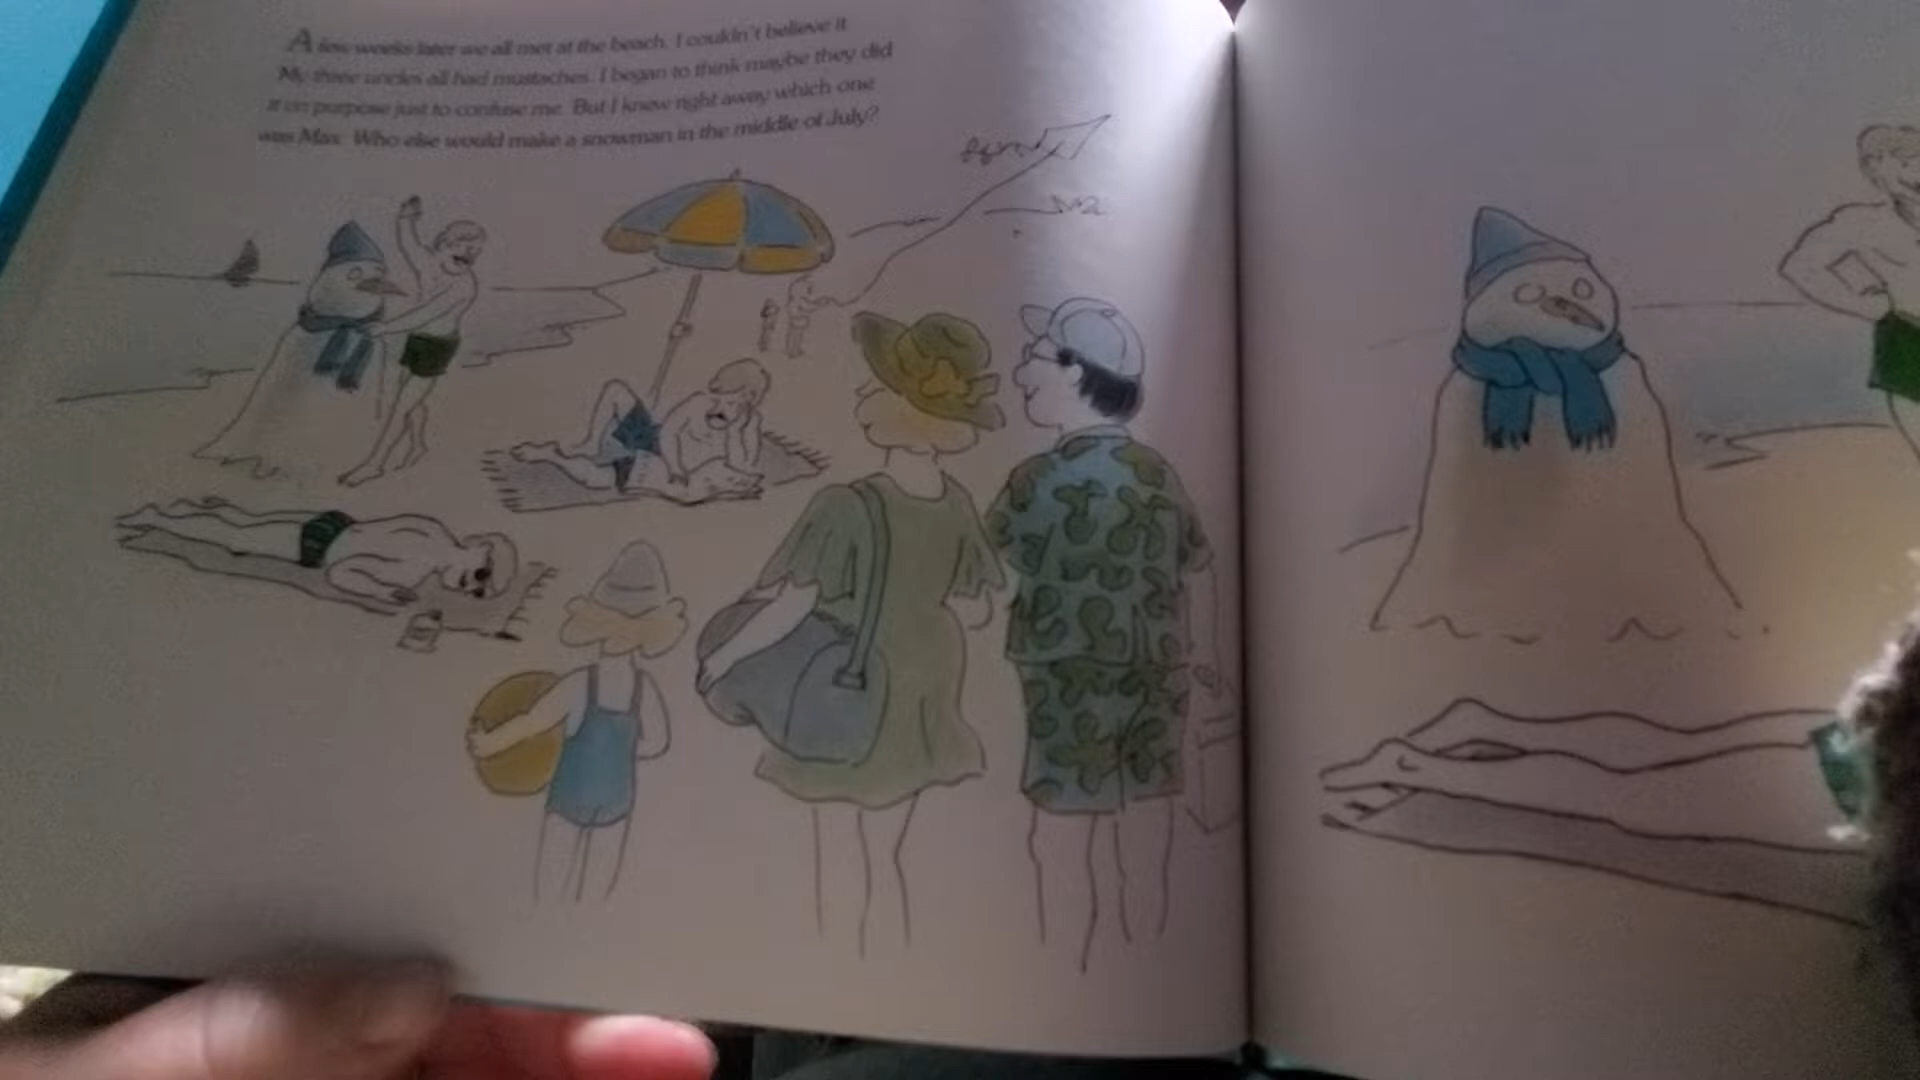 A few weeks later we all met at the beach. I couldn't believe it
My three uncles all had mustaches. I began to think maybe they did
it on purpose just to confuse me. But I knew right away which one
was Max. Who else would make a snowman in the middle of July?